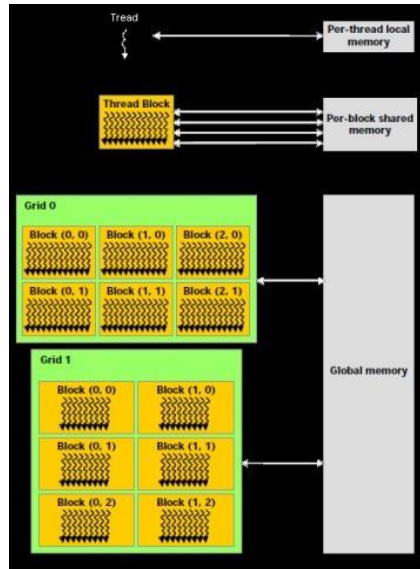 Tread
Per-thread local
memory
Thread Block
Per-block shared
memory
Grid 0
Block (0, 0)
Block (1, 0)
Block (2, 0)
Block (0, 1)
Block (1, 1)
Block (2, 1)
Grid 1
Global memory
Block (0, 0)
Block (1, 0)
Block (0, 1)
Block (1, 1)
Block (0, 2)
Block (1, 2)